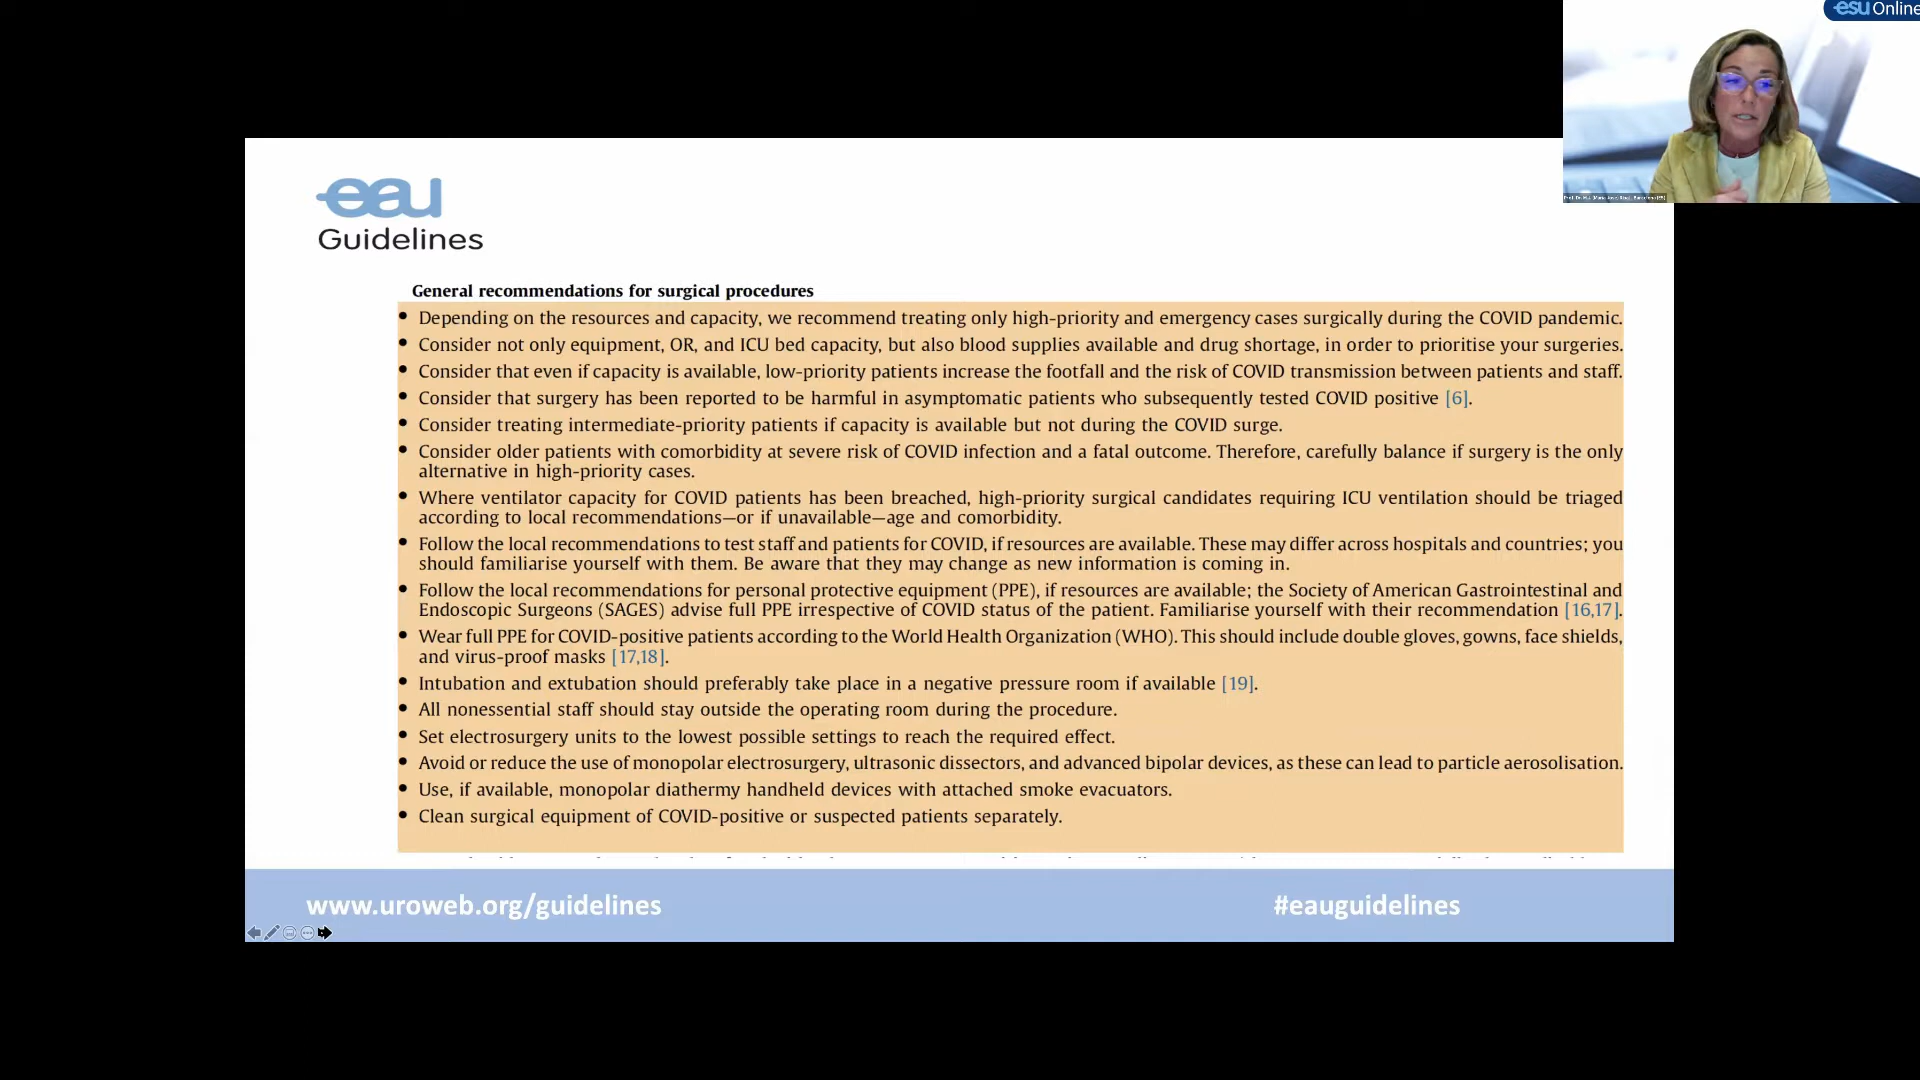 esu Online
eau
Guidelines
General recommendations for surgical procedures
• Depending on the resources and capacity, we recommend treating only high-priority and emergency cases surgically during the COVID pandemic.
• Consider not only equipment, OR, and ICU bed capacity, but also blood supplies available and drug shortage, in order to prioritise your surgeries.
• Consider that even if capacity is available, low-priority patients increase the footfall and the risk of COVID transmission between patients and staff.
• Consider that surgery has been reported to be harmful in asymptomatic patients who subsequently tested COVID positive [6].
• Consider treating intermediate-priority patients if capacity is available but not during the COVID surge.
• Consider older patients with comorbidity at severe risk of COVID infection and a fatal outcome. Therefore, carefully balance if surgery is the only
alternative in high-priority cases.
• Where ventilator capacity for COVID patients has been breached, high-priority surgical candidates requiring ICU ventilation should be triaged
according to local recommendations—or if unavailable—age and comorbidity.
• Follow the local recommendations to test staff and patients for COVID, if resources are available. These may differ across hospitals and countries; you
should familiarise yourself with them. Be aware that they may change as new information is coming in.
• Follow the local recommendations for personal protective equipment (PPE), if resources are available; the Society of American Gastrointestinal and
Endoscopic Surgeons (SAGES) advise full PPE irrespective of COVID status of the patient. Familiarise yourself with their recommendation [16,17].
• Wear full PPE for COVID-positive patients according to the World Health Organization (WHO). This should include double gloves, gowns, face shields,
and virus-proof masks [17,18].
• Intubation and extubation should preferably take place in a negative pressure room if available [19].
• All nonessential staff should stay outside the operating room during the procedure.
• Set electrosurgery units to the lowest possible settings to reach the required effect.
• Avoid or reduce the use of monopolar electrosurgery, ultrasonic dissectors, and advanced bipolar devices, as these can lead to particle aerosolisation.
• Use, if available, monopolar diathermy handheld devices with attached smoke evacuators.
• Clean surgical equipment of COVID-positive or suspected patients separately.
www.uroweb.org/guidelines
#eauguidelines